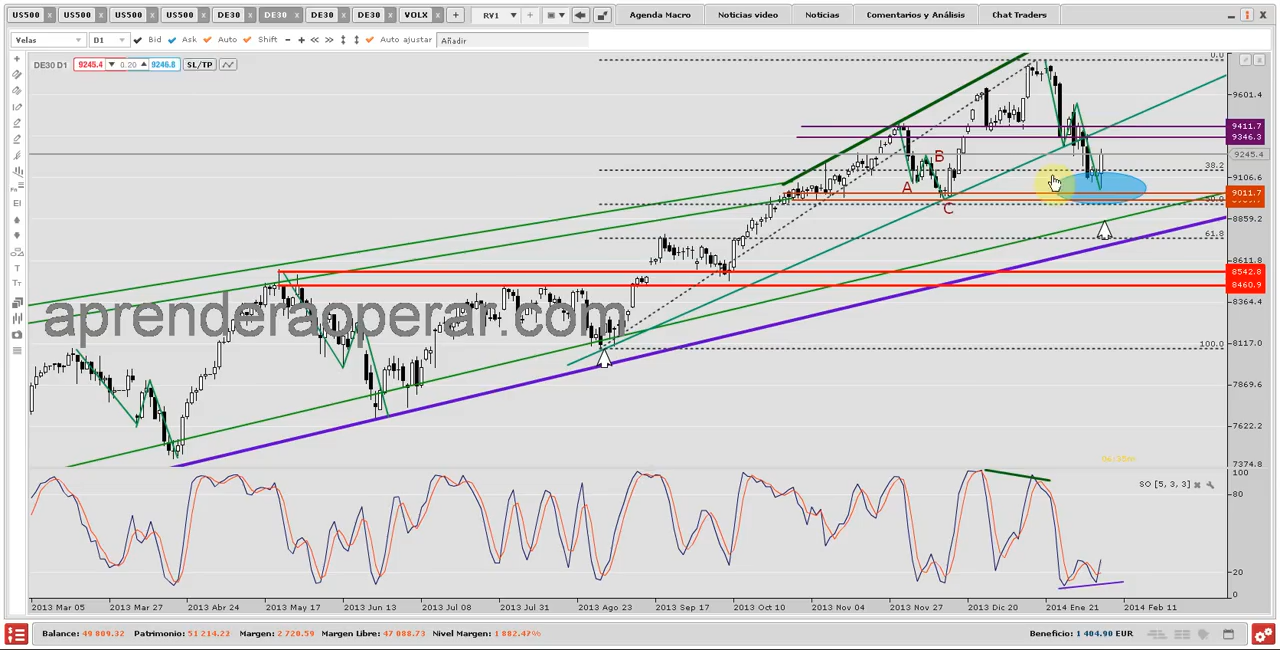 US500 US500 US500 US500 DE30 DE30 DE30 DE30 VOLX RV1 Agenda Macro Noticias video Noticias Comentarios y Análisis Chat Traders
Velas D1 Bid Ask Auto Shift Auto ajustar Añadir
DE30 D1 9245.4 0.20 9246.8 SL/TP
0.0
9601.4
9411.7
9346.3
B
9245.4
38.2
9106.6
A
9011.7
50.0
C
8859.2
61.8
8611.8
8542.8
8460.9
8364.4
aprenderaoperar.com
8117.0
100.0
7869.6
7622.2
7374.8
100
SO [5, 3, 3]
80
20
0
2013 Mar 05 2013 Mar 27 2013 Abr 24 2013 May 17 2013 Jun 13 2013 Jul 08 2013 Jul 31 2013 Ago 23 2013 Sep 17 2013 Oct 10 2013 Nov 04 2013 Nov 27 2013 Dic 20 2014 Ene 21 2014 Feb 11
Balance: 49 809.32 Patrimonio: 51 214.22 Margen: 2 720.59 Margen Libre: 47 088.73 Nivel Margen: 1 882.47% Beneficio: 1 404.90 EUR